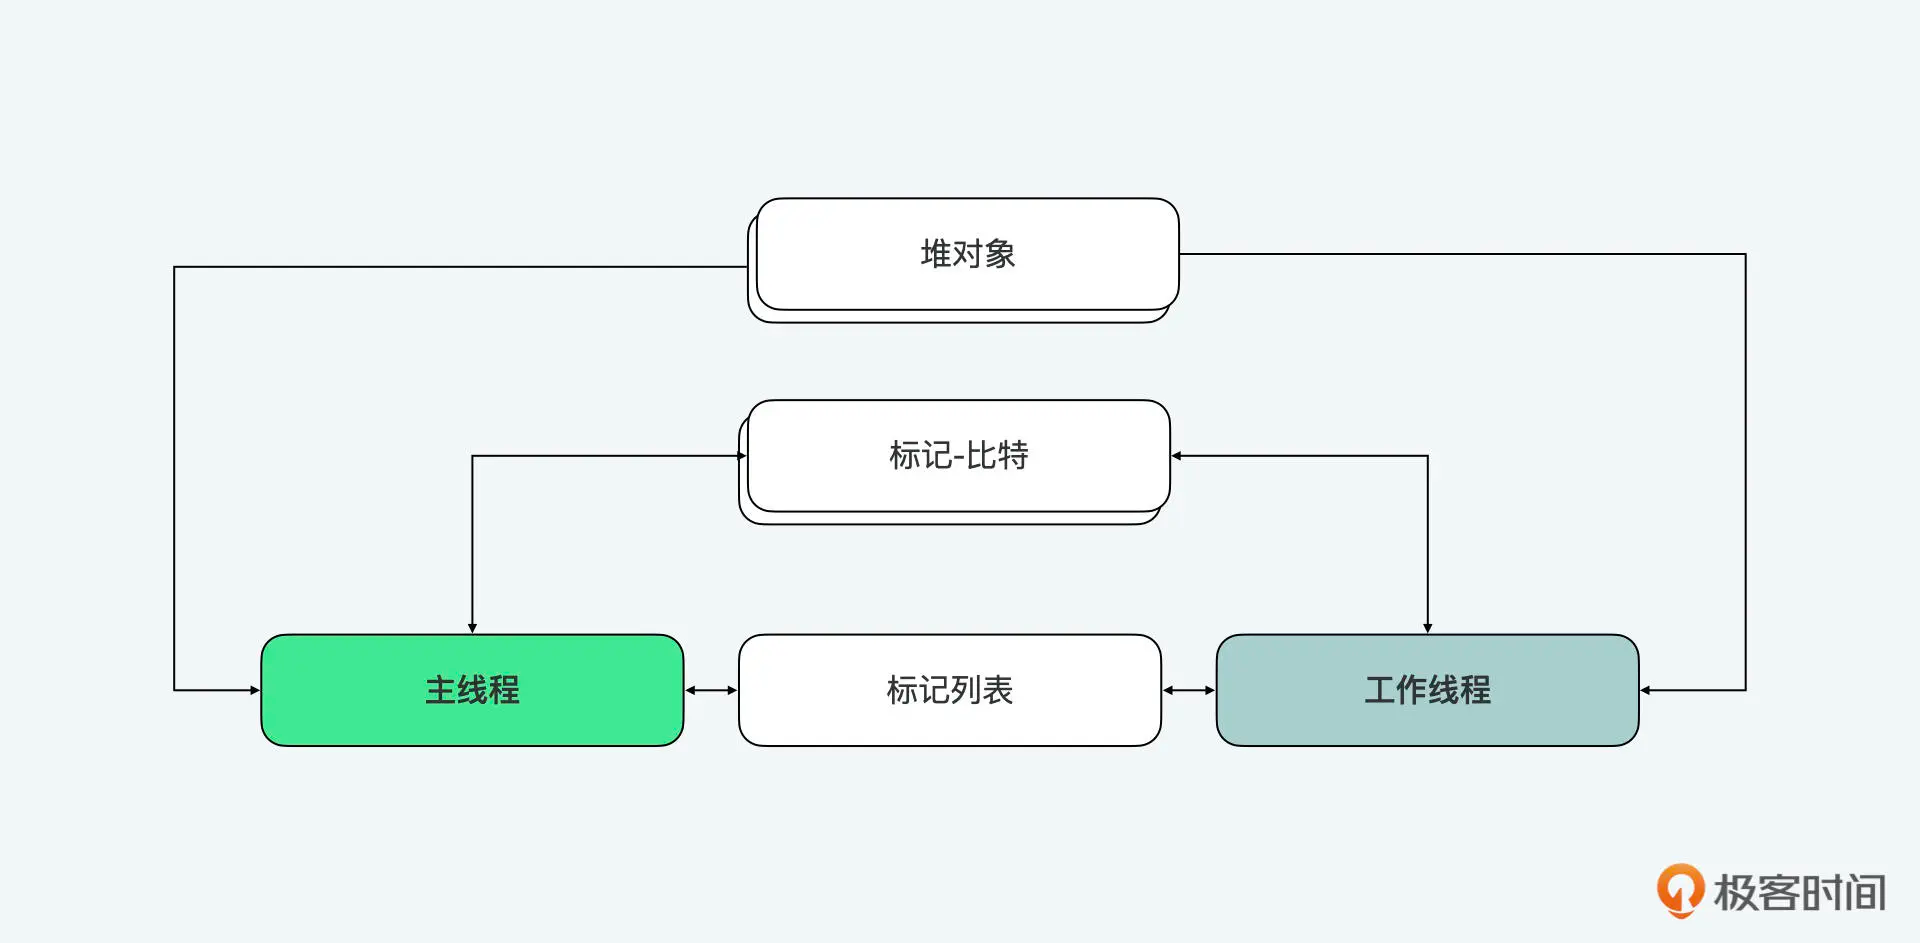 堆对象
标记-比特
主线程
标记列表
工作线程
极客时间